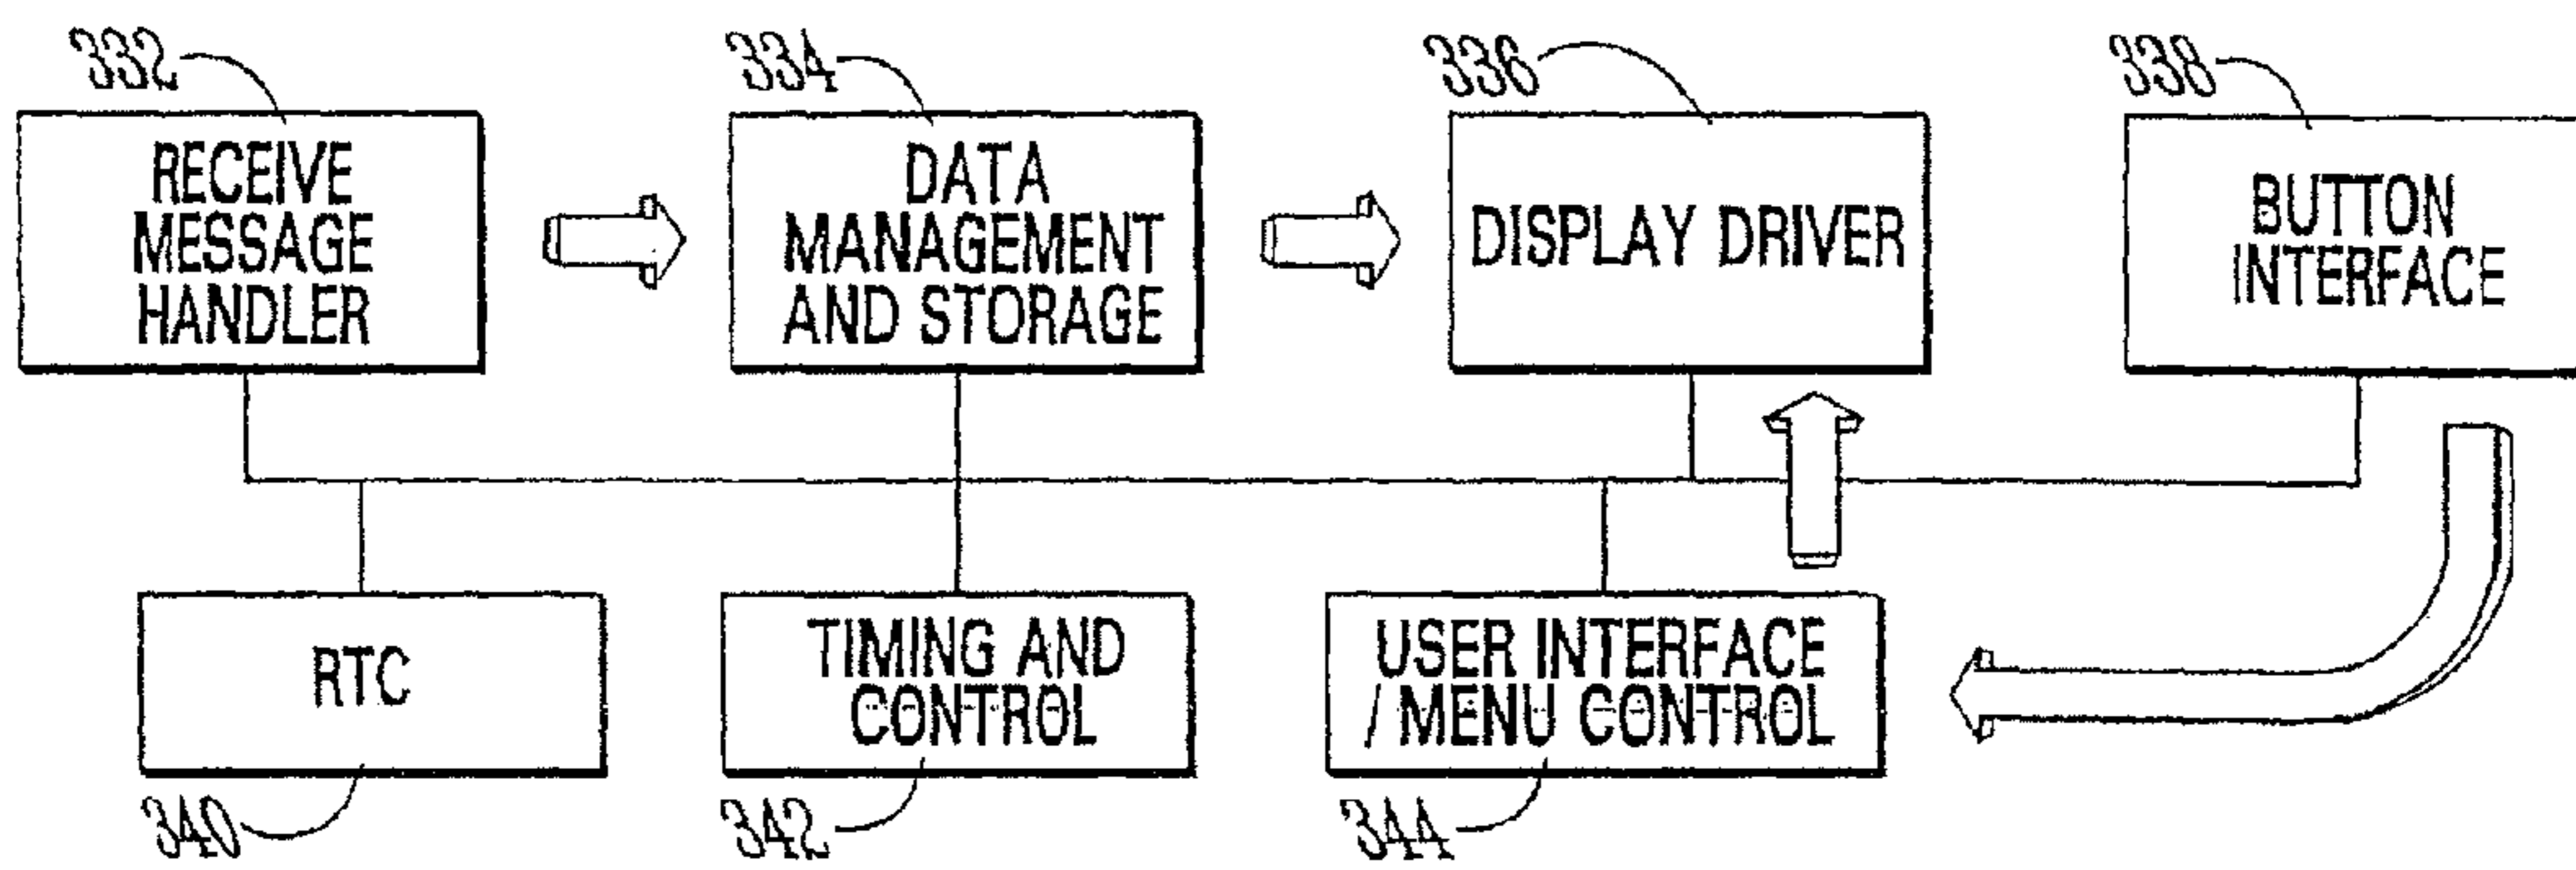 332
RECEIVE
MESSAGE
HANDLER
334
DATA
MANAGEMENT
AND STORAGE
336
DISPLAY DRIVER
338
BUTTON
INTERFACE
RTC
340
TIMING AND
CONTROL
342
USER INTERFACE
/ MENU CONTROL
344